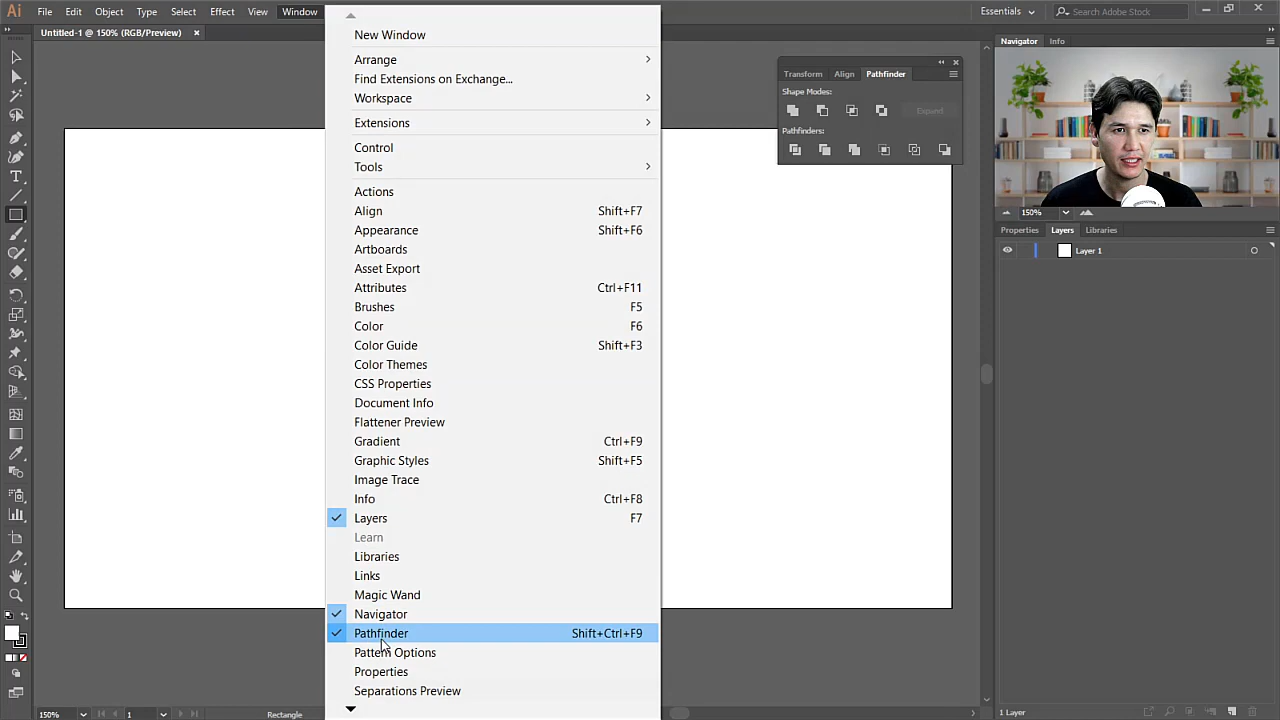 Ai File Edit Object Type Select Effect View Window Essentials Search Adobe Stock
Untitled-1 @ 150% (RGB/Preview) ×
New Window
Arrange
Find Extensions on Exchange...
Workspace
Extensions
Control
Tools
Actions
Align Shift+F7
Appearance Shift+F6
Artboards
Asset Export
Attributes Ctrl+F11
Brushes F5
Color F6
Color Guide Shift+F3
Color Themes
CSS Properties
Document Info
Flattener Preview
Gradient Ctrl+F9
Graphic Styles Shift+F5
Image Trace
Info Ctrl+F8
Layers F7
Learn
Libraries
Links
Magic Wand
Navigator
Pathfinder Shift+Ctrl+F9
Pattern Options
Properties
Separations Preview
Transform Align Pathfinder
Shape Modes:
Expand
Pathfinders:
Navigator Info
150%
Properties Layers Libraries
Layer 1
1 Layer
150% 1 Rectangle